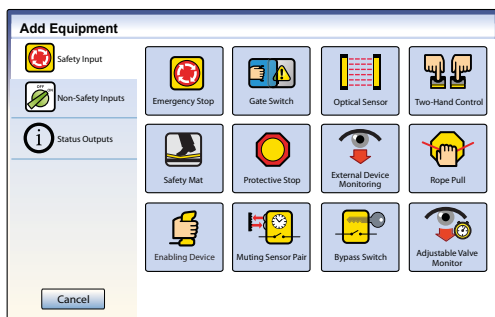 Add Equipment
Safety Input
OFF
ON
Non-Safety Inputs
Status Outputs
Cancel
Emergency Stop
Gate Switch
Optical Sensor
Two-Hand Control
Safety Mat
Protective Stop
External Device
Monitoring
Rope Pull
Enabling Device
Muting Sensor Pair
Bypass Switch
Adjustable Valve
Monitor